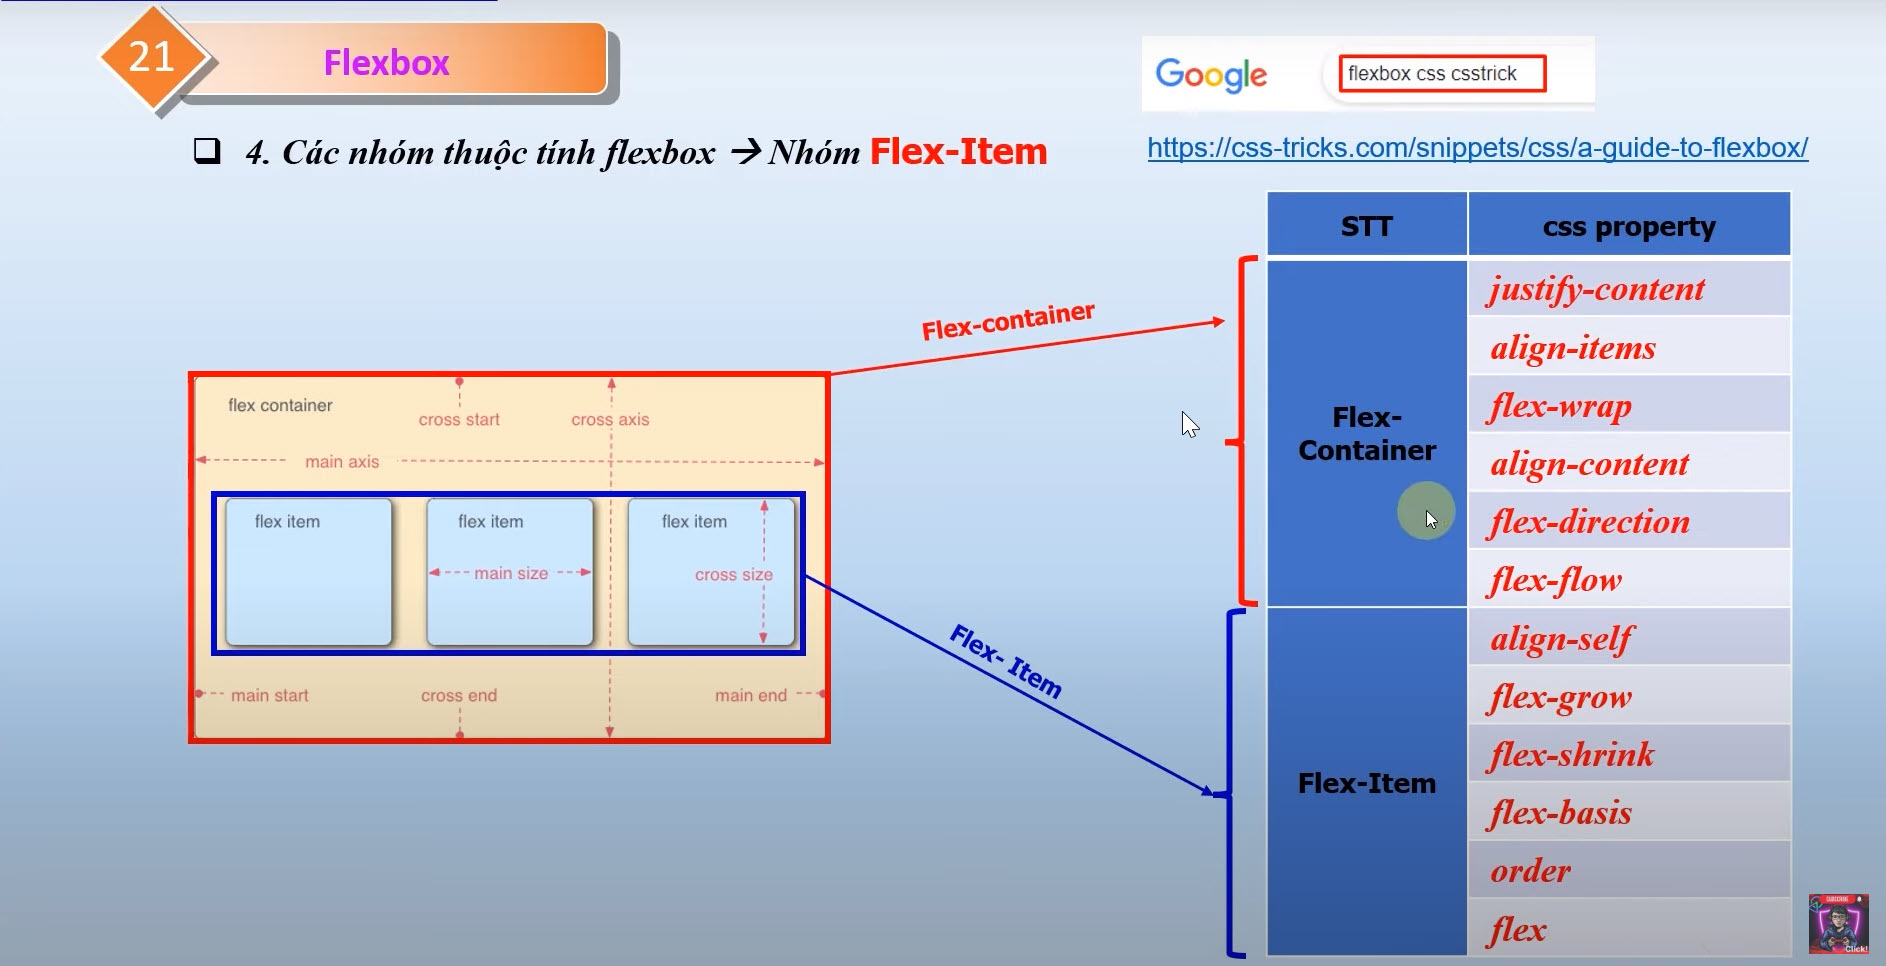 21
Flexbox
Google
flexbox css csstrick
4. Các nhóm thuộc tính flexbox → Nhóm Flex-Item
https://css-tricks.com/snippets/css/a-guide-to-flexbox/
flex container
cross start
cross axis
main axis
flex item
flex item
flex item
main size
cross size
main start
cross end
main end
Flex-container
Flex- Item
STT
css property
Flex-
Container
justify-content
align-items
flex-wrap
align-content
flex-direction
flex-flow
Flex-Item
align-self
flex-grow
flex-shrink
flex-basis
order
flex
SUBSCRIBE
Click!